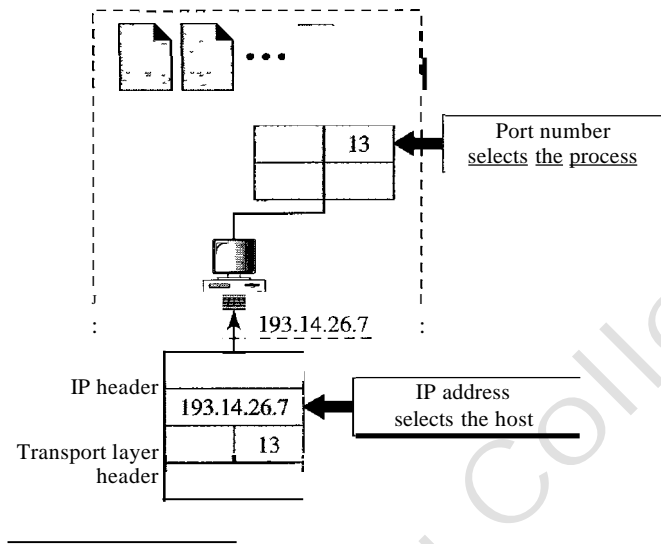 13
Port number
selects the process
193.14.26.7
IP header
193.14.26.7
IP address
selects the host
13
Transport layer
header